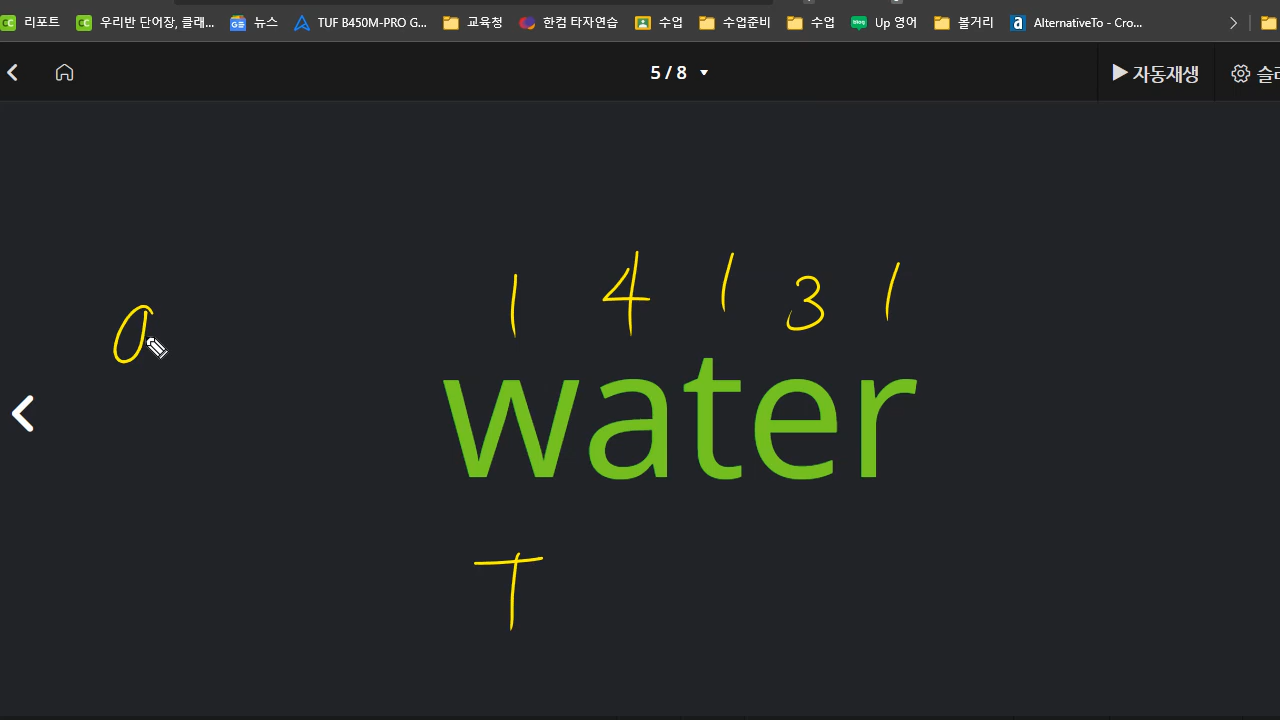 리포트 우리반 단어장, 클래... 뉴스 TUF B450M-PRO G... 교육청 한컴 타자연습 수업 수업준비 수업 Up 영어 볼거리 AlternativeTo - Cro...
5 / 8 자동재생
1 4 1 3 1
a
water
T